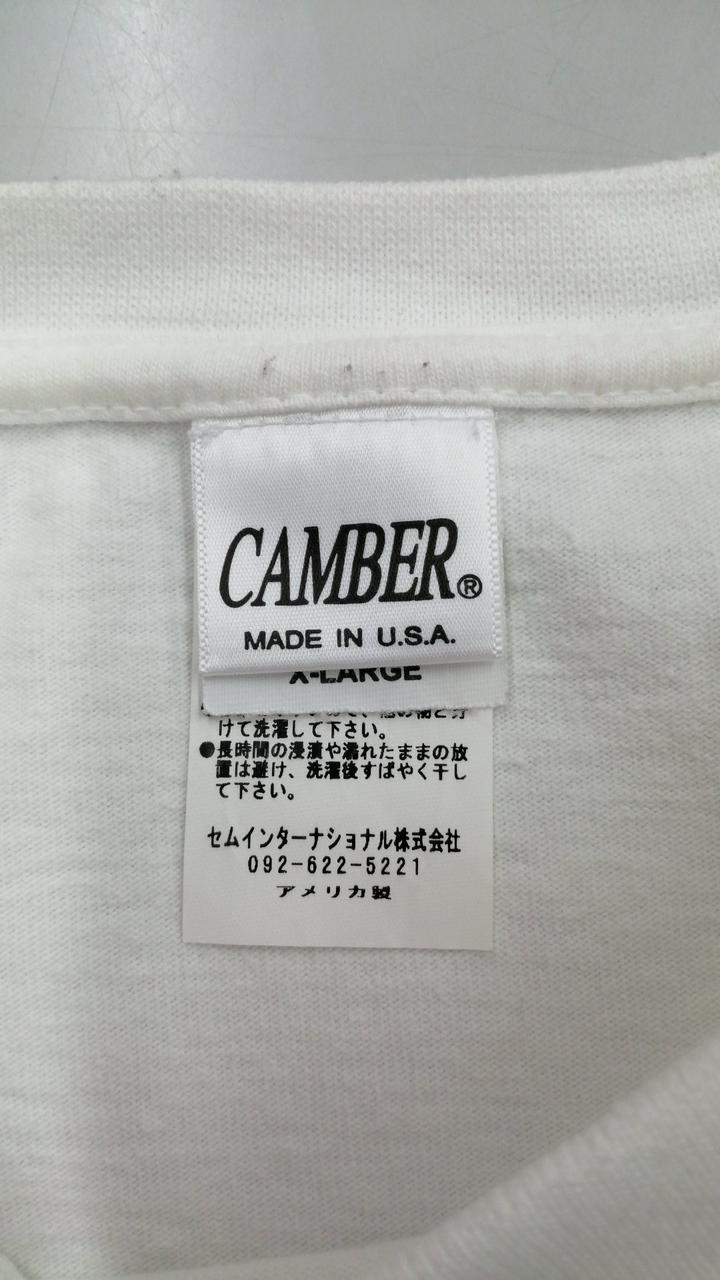 CAMBER®
MADE IN U.S.A.
X-LARGE
けて洗濯して下さい。
●長時間の浸漬や濡れたままの放
置は避け、洗濯後すばやく干し
て下さい。
セムインターナショナル株式会社
092-622-5221
アメリカ製